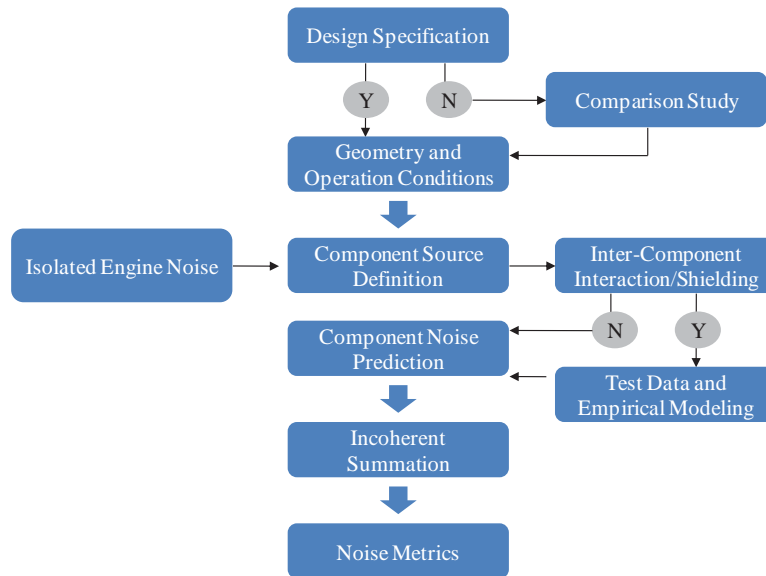 Design Specification
Y
N
Comparison Study
Geometry and
Operation Conditions
Isolated Engine Noise
Component Source
Definition
Inter-Component
Interaction/Shielding
N
Y
Component Noise
Prediction
Test Data and
Empirical Modeling
Incoherent
Summation
Noise Metrics